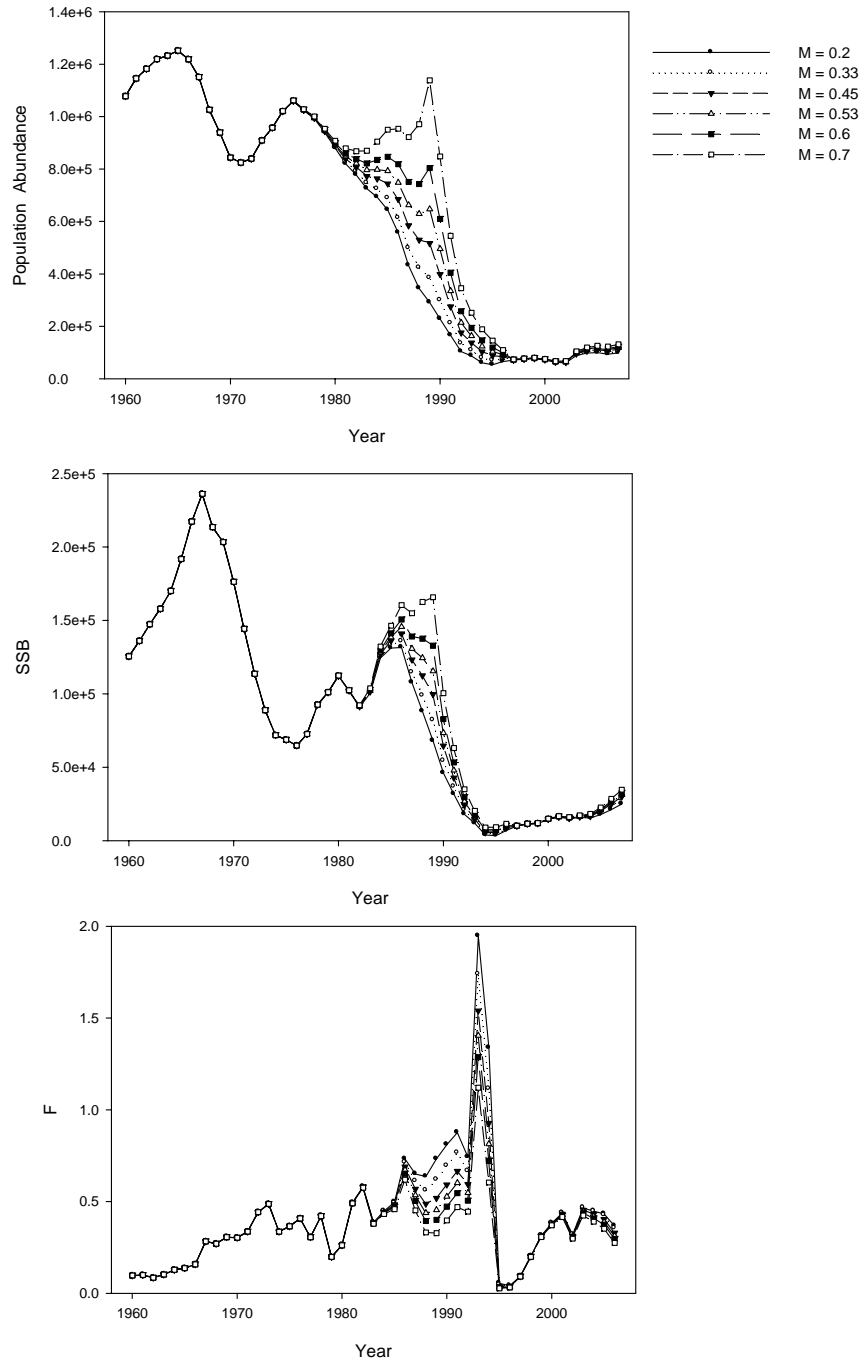 1.4e+6
1.2e+6
1.0e+6
8.0e+5
6.0e+5
4.0e+5
2.0e+5
0.0
Population Abundance
1960 1970 1980 1990 2000
Year
M = 0.2
M = 0.33
M = 0.45
M = 0.53
M = 0.6
M = 0.7
2.5e+5
2.0e+5
1.5e+5
1.0e+5
5.0e+4
0.0
SSB
1960 1970 1980 1990 2000
Year
2.0
1.5
1.0
0.5
0.0
F
1960 1970 1980 1990 2000
Year